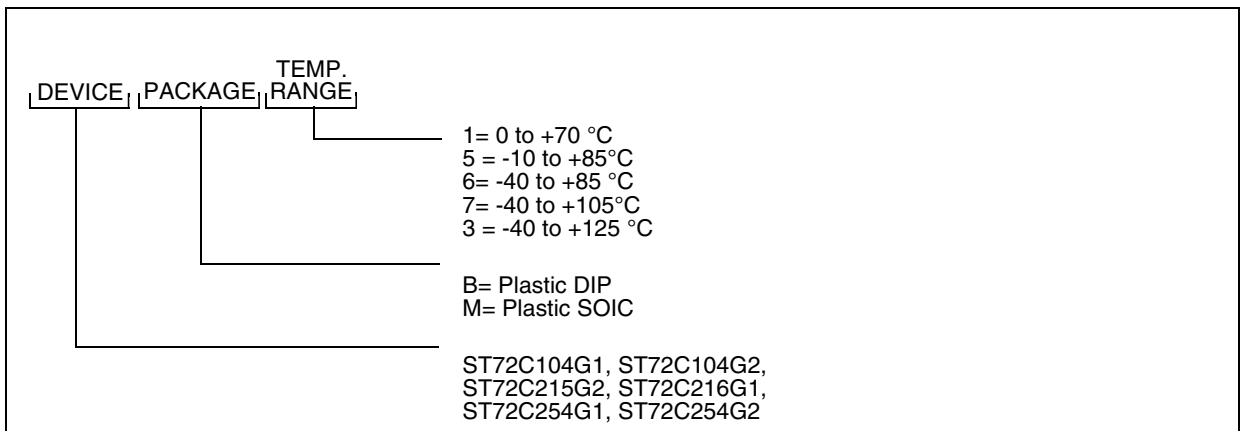 TEMP.
DEVICE PACKAGE RANGE
1= 0 to +70 °C
5 = -10 to +85°C
6= -40 to +85 °C
7= -40 to +105°C
3 = -40 to +125 °C
B= Plastic DIP
M= Plastic SOIC
ST72C104G1, ST72C104G2,
ST72C215G2, ST72C216G1,
ST72C254G1, ST72C254G2